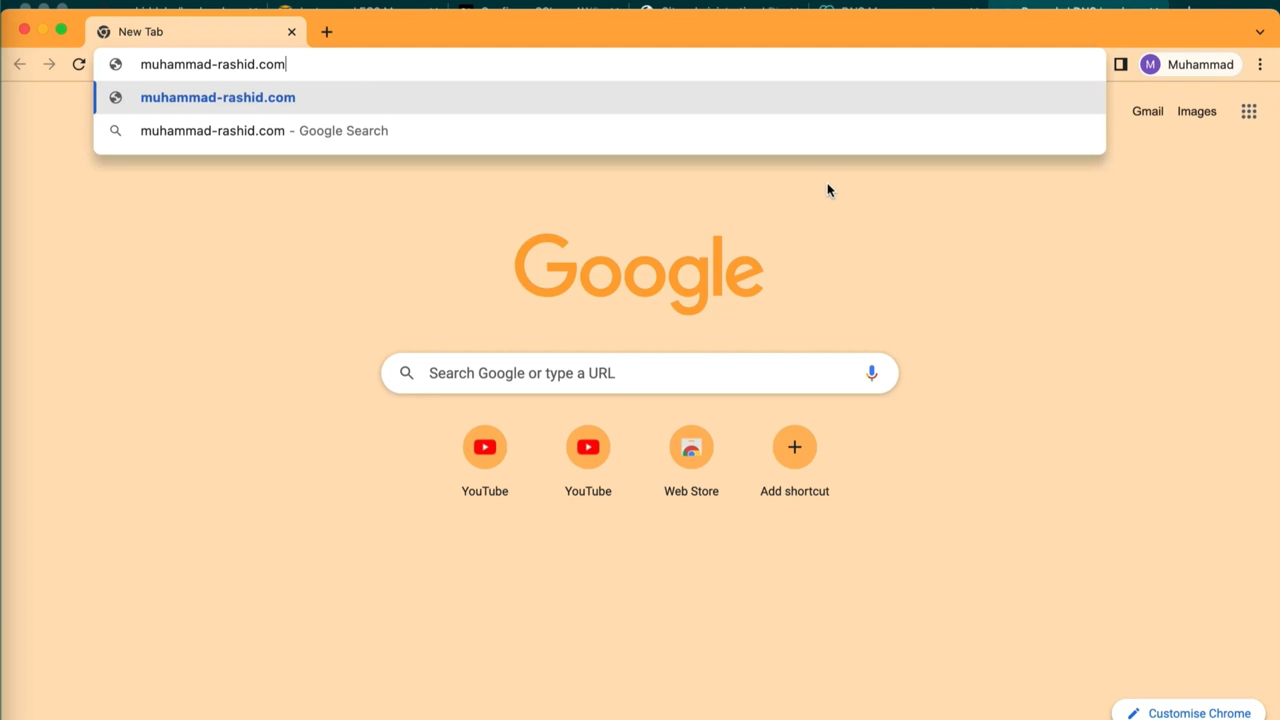 New Tab
muhammad-rashid.com
Muhammad
M
muhammad-rashid.com
muhammad-rashid.com - Google Search
Gmail Images
Google
Search Google or type a URL
YouTube YouTube Web Store Add shortcut
Customise Chrome